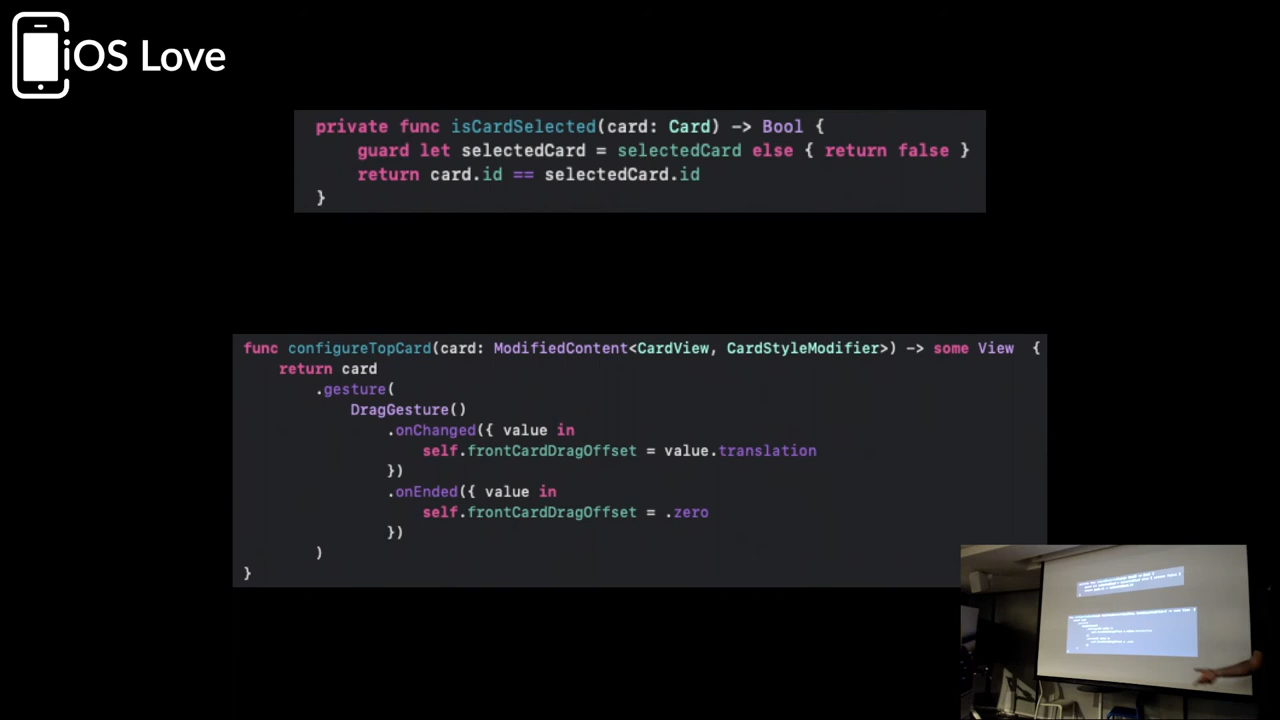 iOS Love
private func isCardSelected(card: Card) -> Bool {
    guard let selectedCard = selectedCard else { return false }
    return card.id == selectedCard.id
}
func configureTopCard(card: ModifiedContent<CardView, CardStyleModifier>) -> some View  {
    return card
        .gesture(
            DragGesture()
                .onChanged({ value in
                    self.frontCardDragOffset = value.translation
                })
                .onEnded({ value in
                    self.frontCardDragOffset = .zero
                })
        )
}